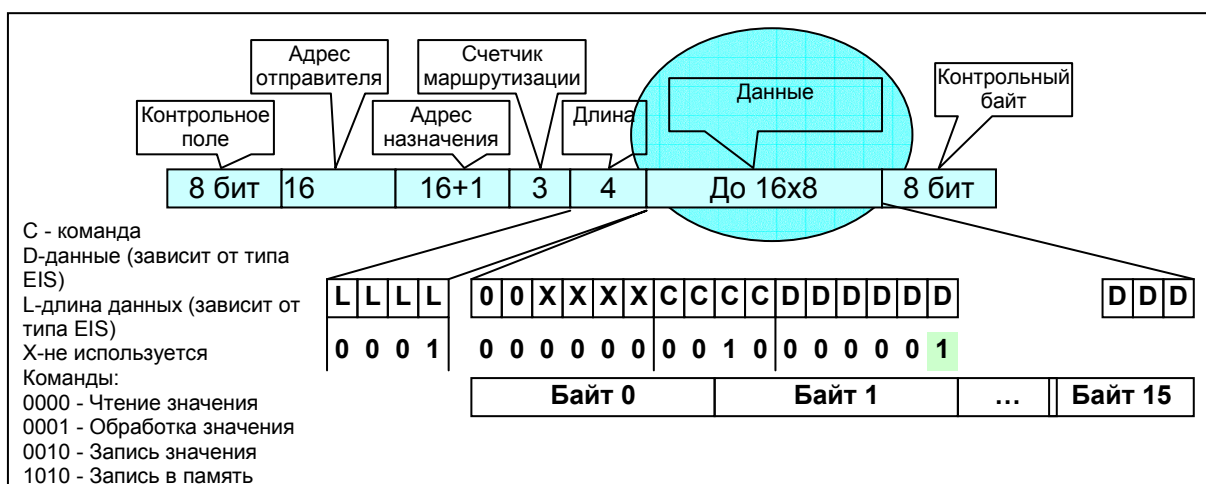 Адрес
отправителя
Счетчик
маршрутизации
Контрольное
поле
Адрес
назначения
Длина
Данные
Контрольный
байт
8 бит 16 16+1 3 4 До 16x8 8 бит
C - команда
D-данные (зависит от типа
EIS)
L-длина данных (зависит от
типа EIS)
X-не используется
Команды:
0000 - Чтение значения
0001 - Обработка значения
0010 - Запись значения
1010 - Запись в память
L L L L 0 0 X X X X C C C C D D D D D D D D D
0 0 0 1 0 0 0 0 0 0 0 0 1 0 0 0 0 0 0 1
Байт 0 Байт 1 ... Байт 15